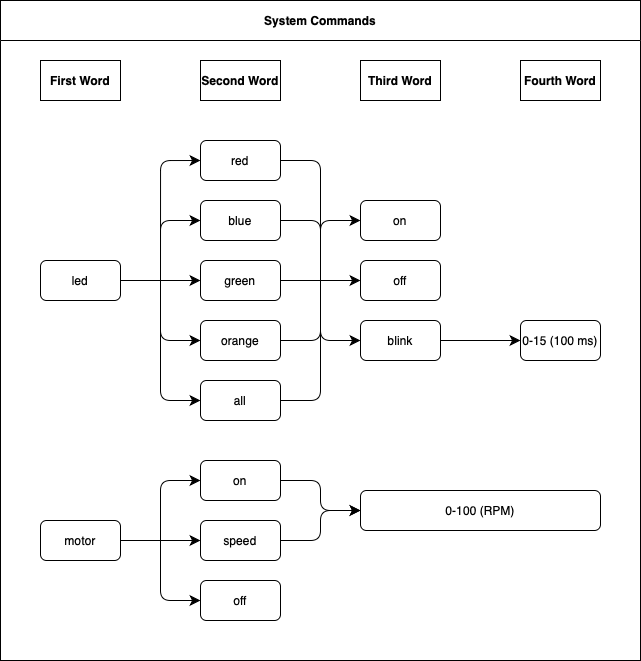 System Commands
First Word
Second Word
Third Word
Fourth Word
red
blue
on
led
green
off
orange
blink
0-15 (100 ms)
all
on
0-100 (RPM)
motor
speed
off